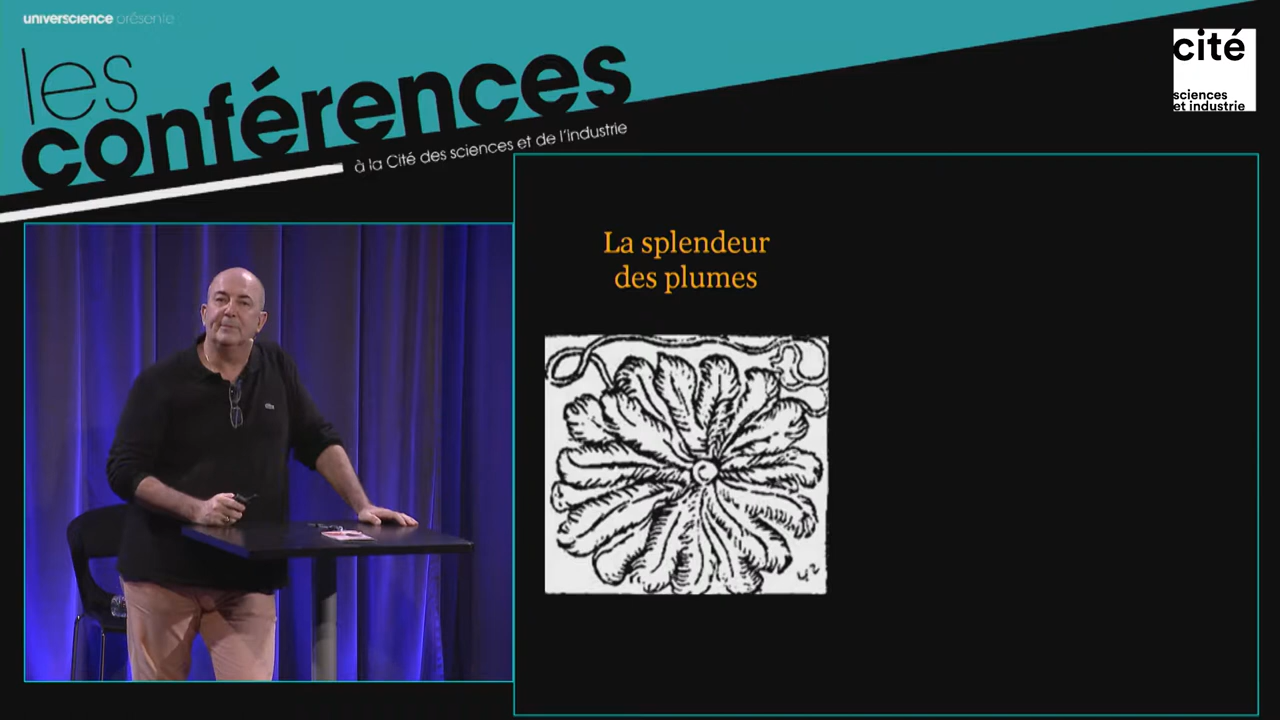 universcience présente
les
conférences
à la Cité des sciences et de l'industrie
cité
sciences
et industrie
La splendeur
des plumes